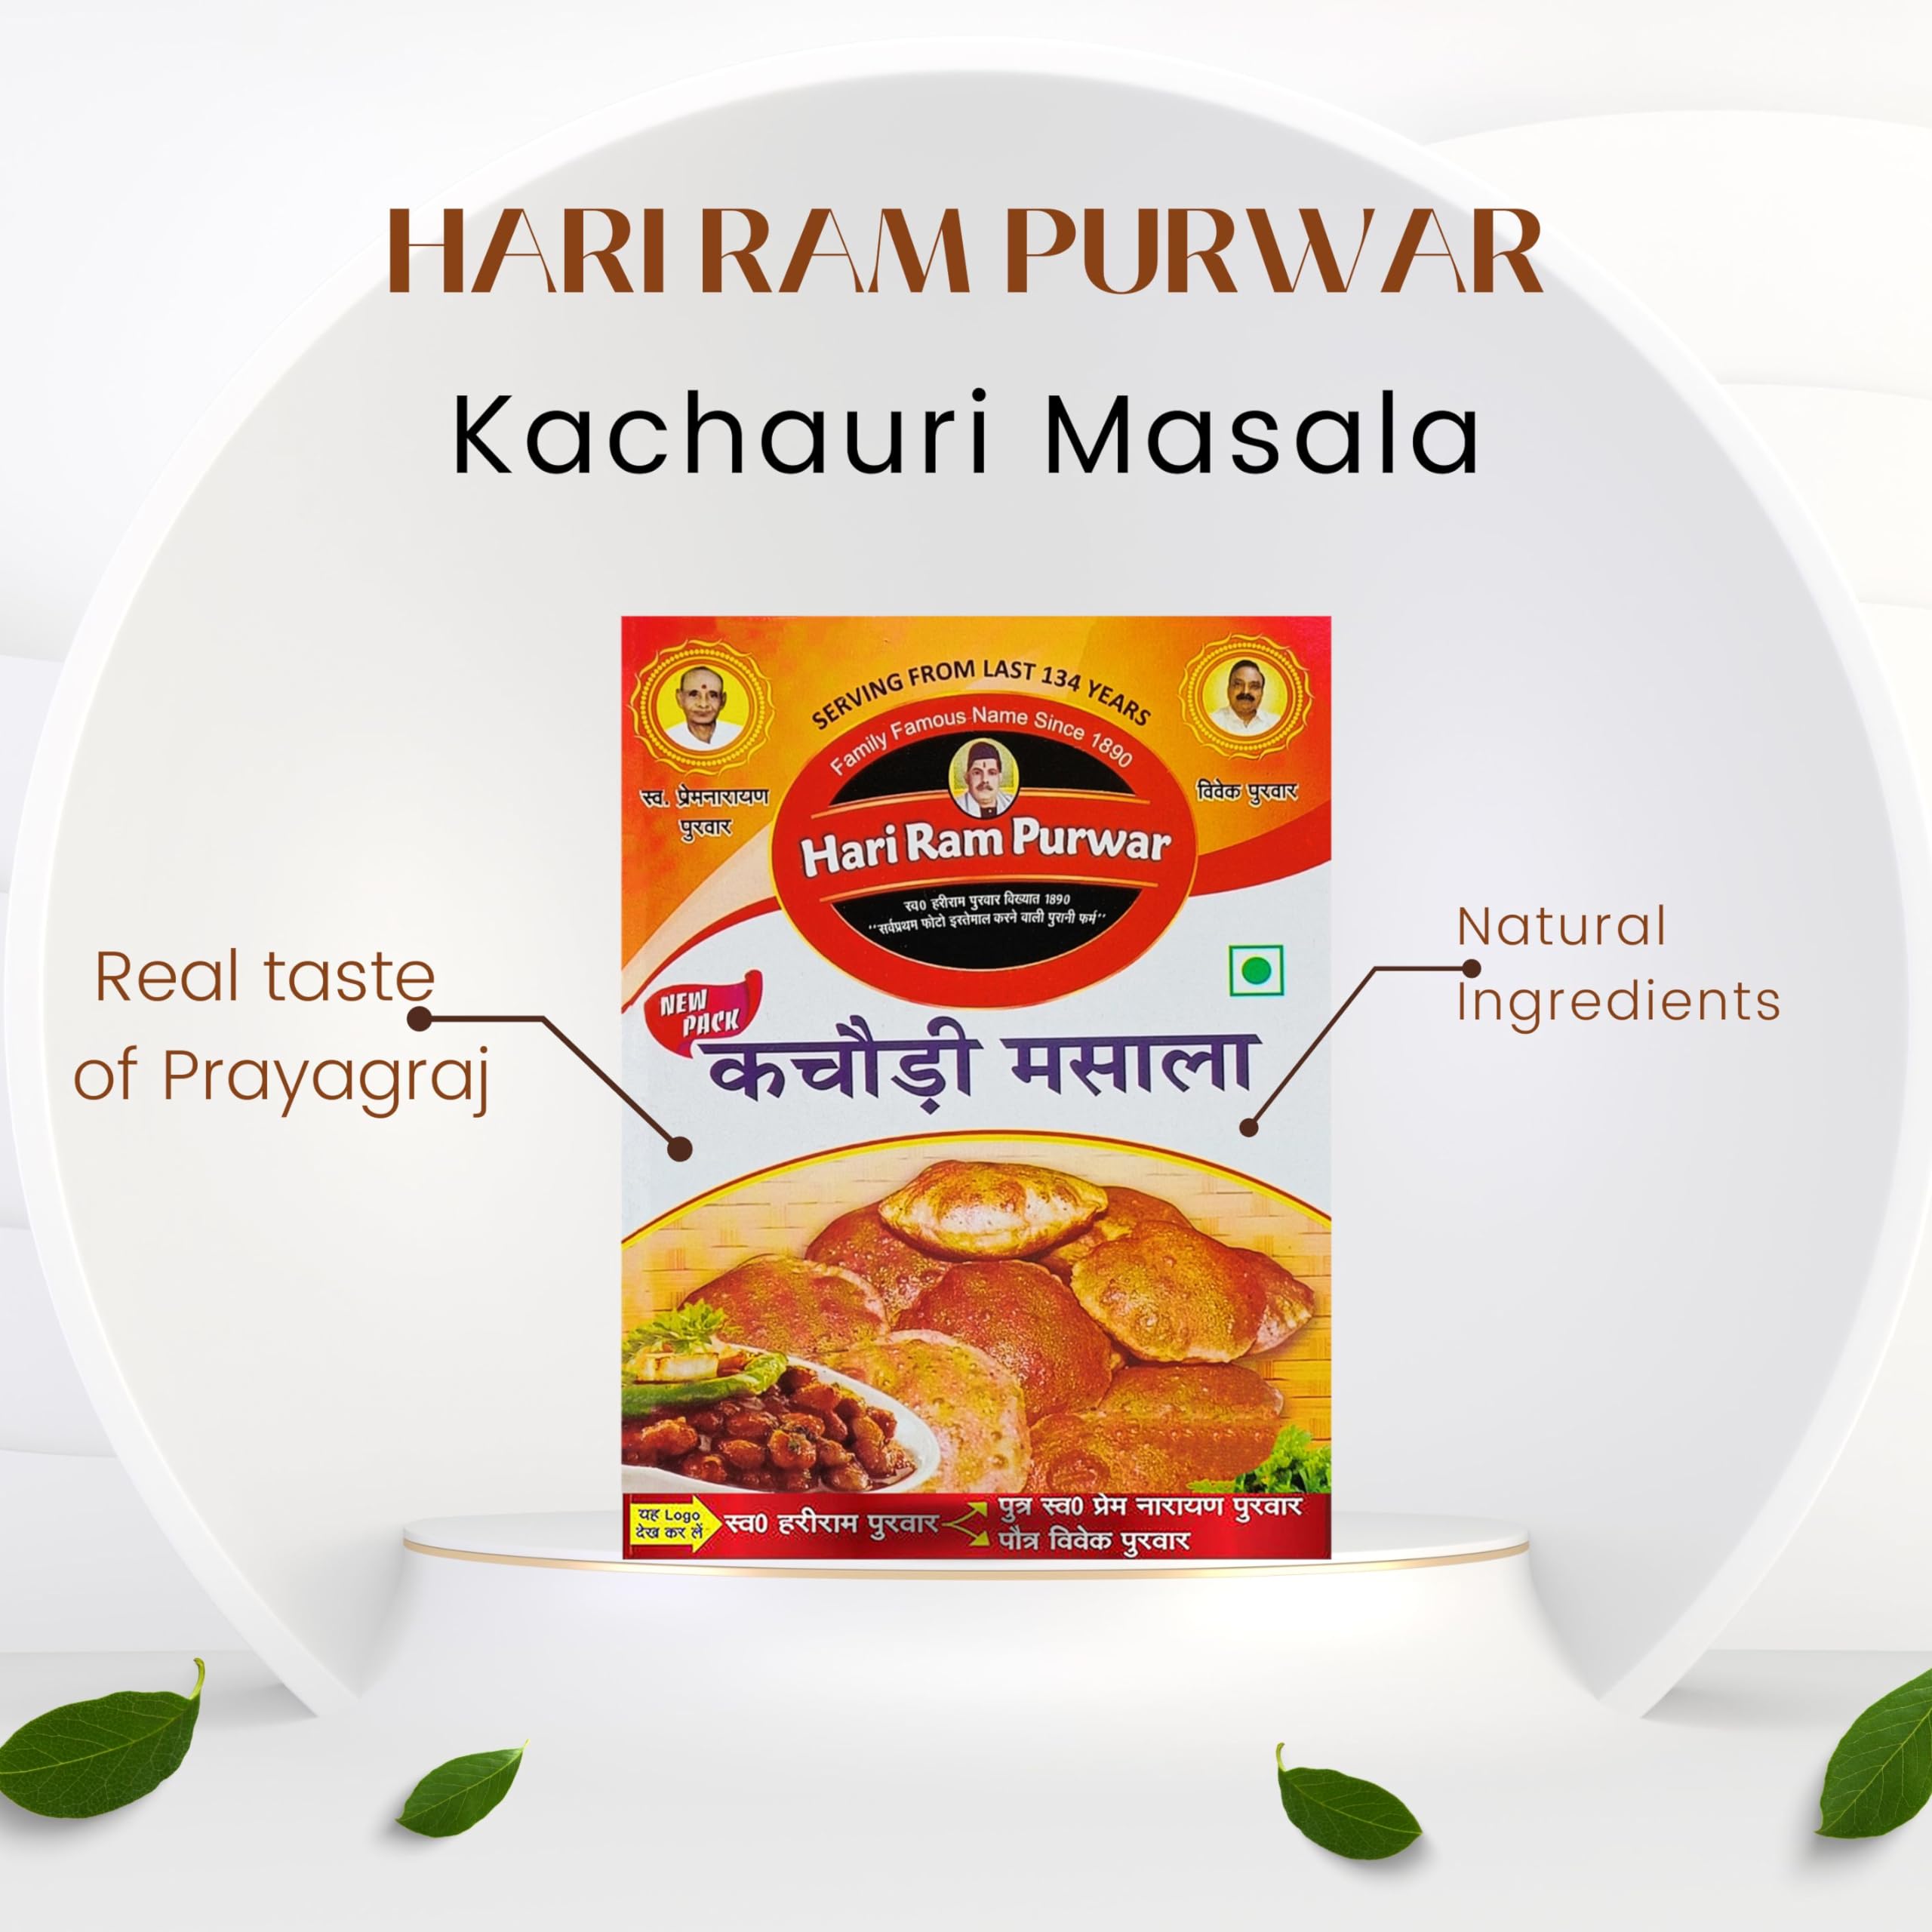 HARI RAM PURWAR
Kachauri Masala
SERVING FROM LAST 134 YEARS
Family Famous Name Since 1890
स्व. प्रेमनारायण
पुरवार
विवेक पुरवार
Hari Ram Purwar
स्व0 हरीराम पुरवार विख्यात 1890
"सर्वप्रथम फोटो इस्तेमाल करने वाली पुरानी फर्म"
Real taste
of Prayagraj
Natural
Ingredients
NEW
PACK
कचौड़ी मसाला
यह Logo
देख कर लें
स्व0 हरीराम पुरवार
पुत्र स्व0 प्रेम नारायण पुरवार
पौत्र विवेक पुरवार